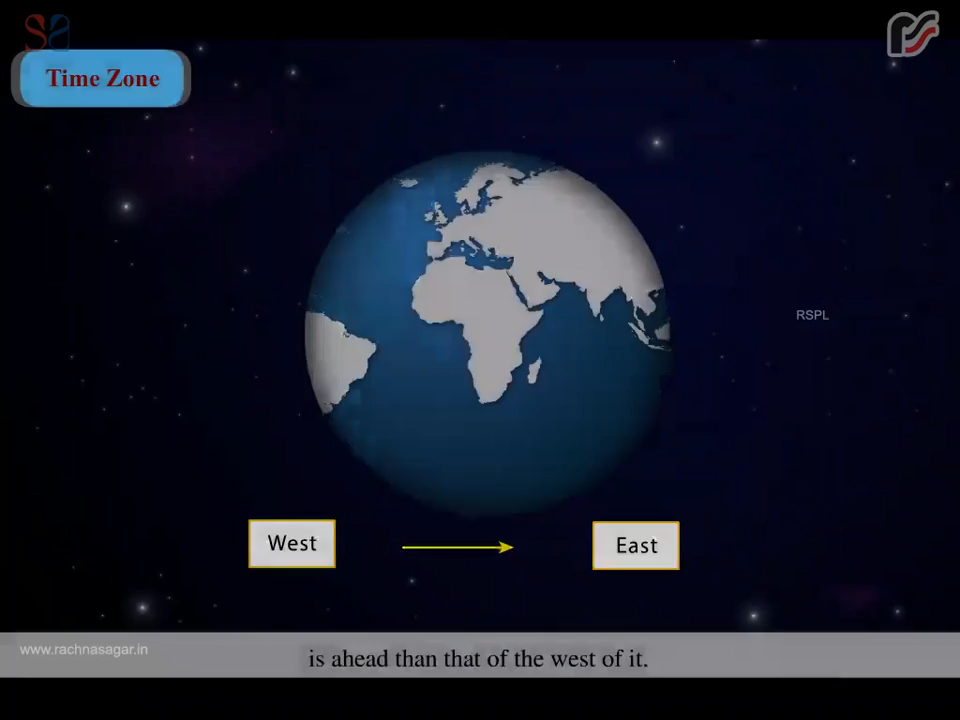 Time Zone
RSPL
West
East
www.rachnasagar.in
is ahead than that of the west of it.